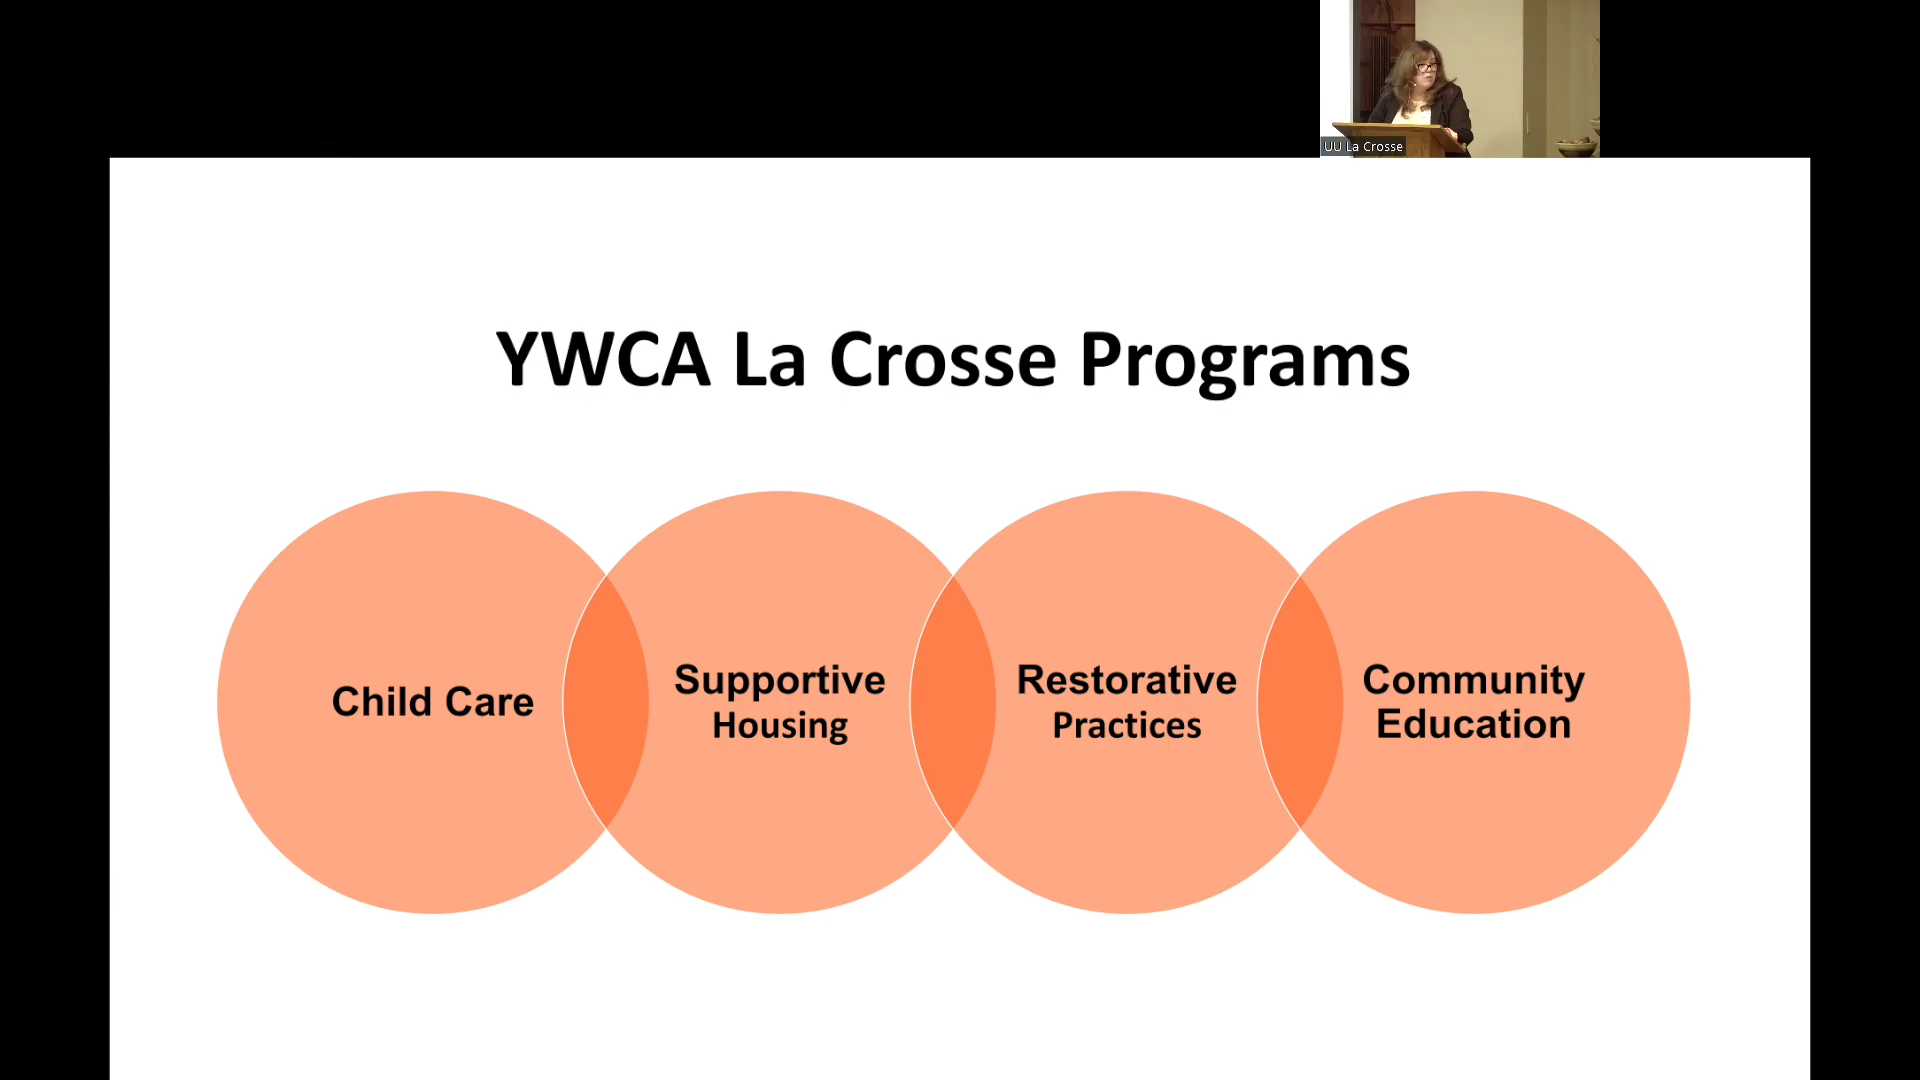 UU La Crosse
YWCA La Crosse Programs
Child Care
Supportive
Housing
Restorative
Practices
Community
Education